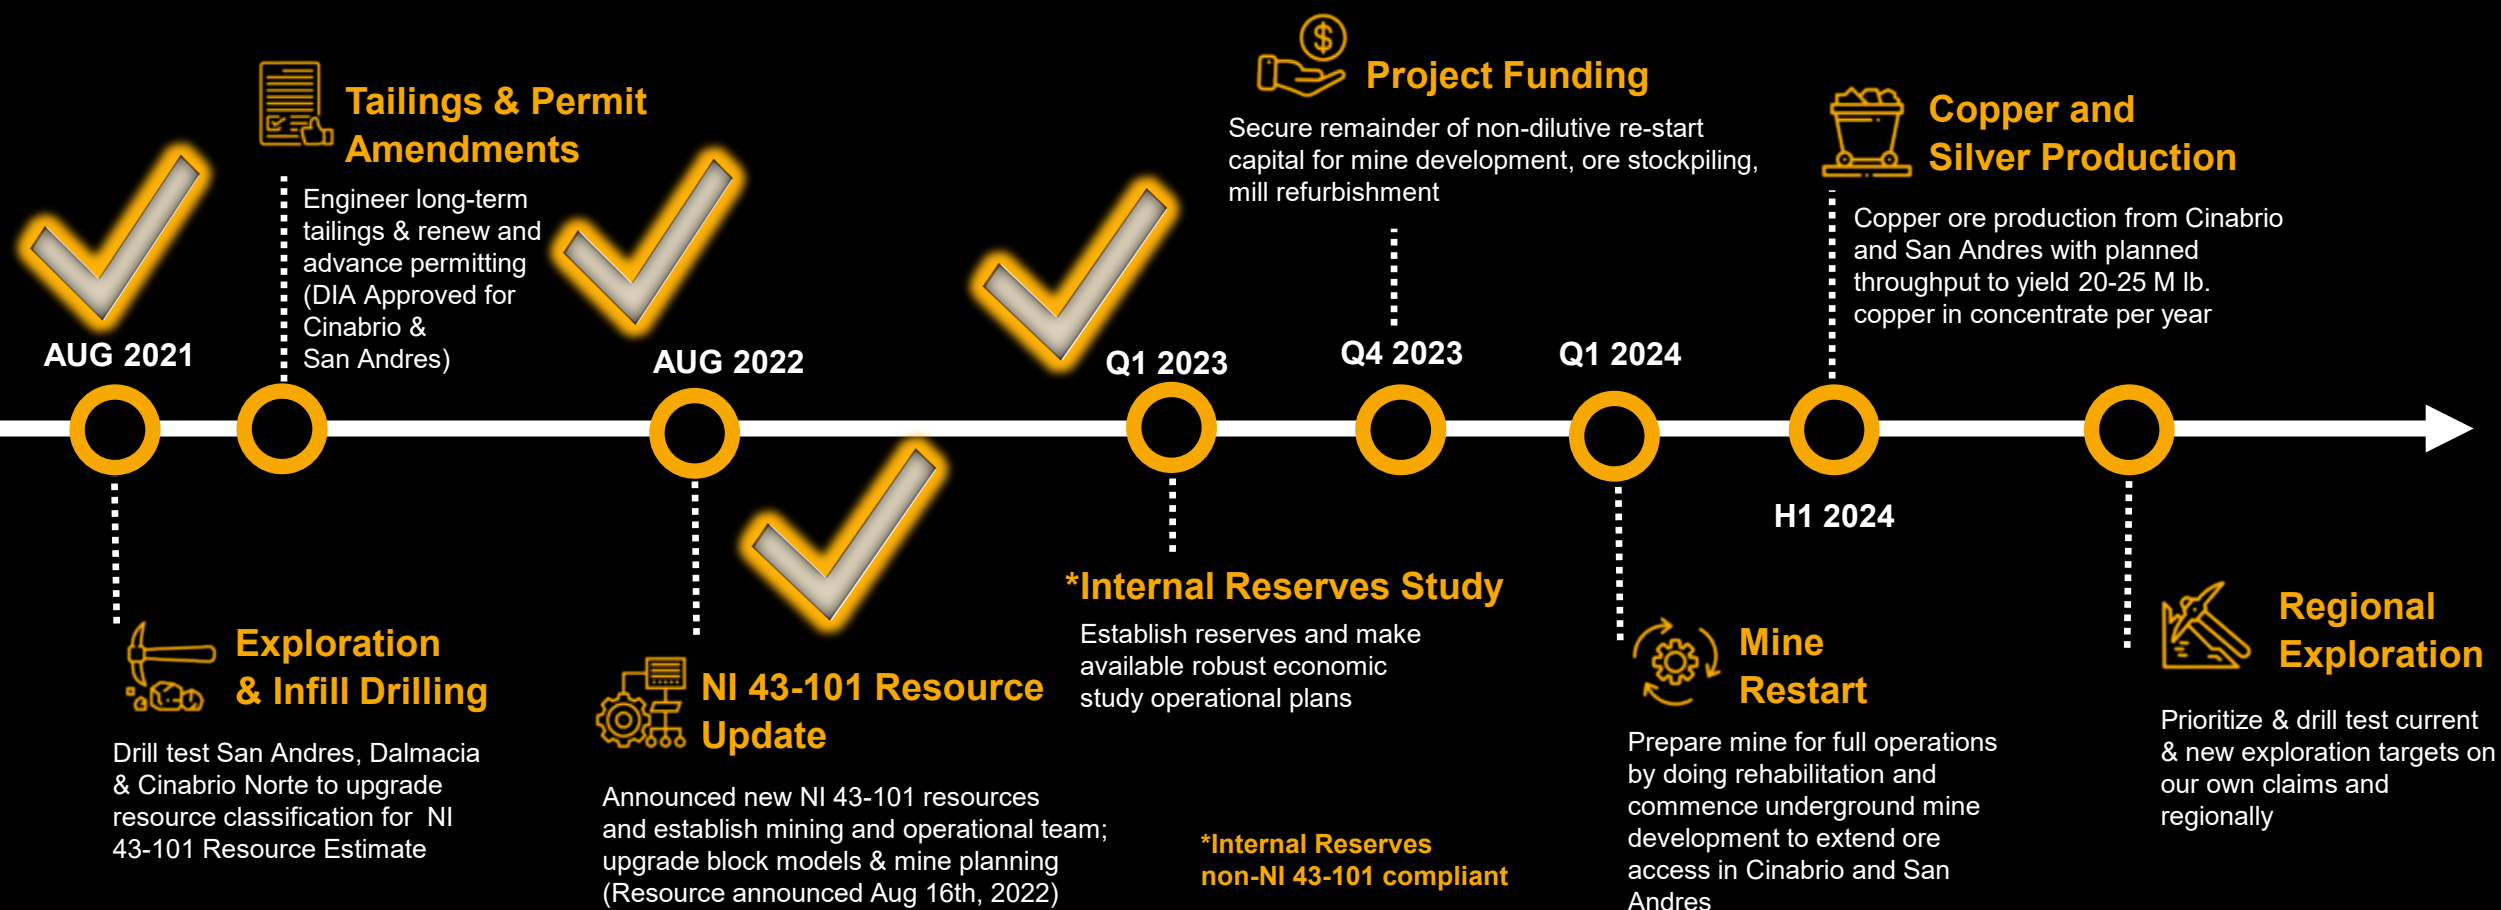 AUG 2021
Exploration
& Infill Drilling
Drill test San Andres, Dalmacia
& Cinabrio Norte to upgrade
resource classification for NI
43-101 Resource Estimate
Tailings & Permit
Amendments
Engineer long-term
tailings & renew and
advance permitting
(DIA Approved for
Cinabrio &
San Andres)
AUG 2022
NI 43-101 Resource
Update
Announced new NI 43-101 resources
and establish mining and operational team;
upgrade block models & mine planning
(Resource announced Aug 16th, 2022)
Q1 2023
*Internal Reserves Study
Establish reserves and make
available robust economic
study operational plans
*Internal Reserves
non-NI 43-101 compliant
$
Project Funding
Secure remainder of non-dilutive re-start
capital for mine development, ore stockpiling,
mill refurbishment
Q4 2023
Q1 2024
Mine
Restart
Prepare mine for full operations
by doing rehabilitation and
commence underground mine
development to extend ore
access in Cinabrio and San
Andres
Copper and
Silver Production
Copper ore production from Cinabrio
and San Andres with planned
throughput to yield 20-25 M lb.
copper in concentrate per year
H1 2024
Regional
Exploration
Prioritize & drill test current
& new exploration targets on
our own claims and
regionally